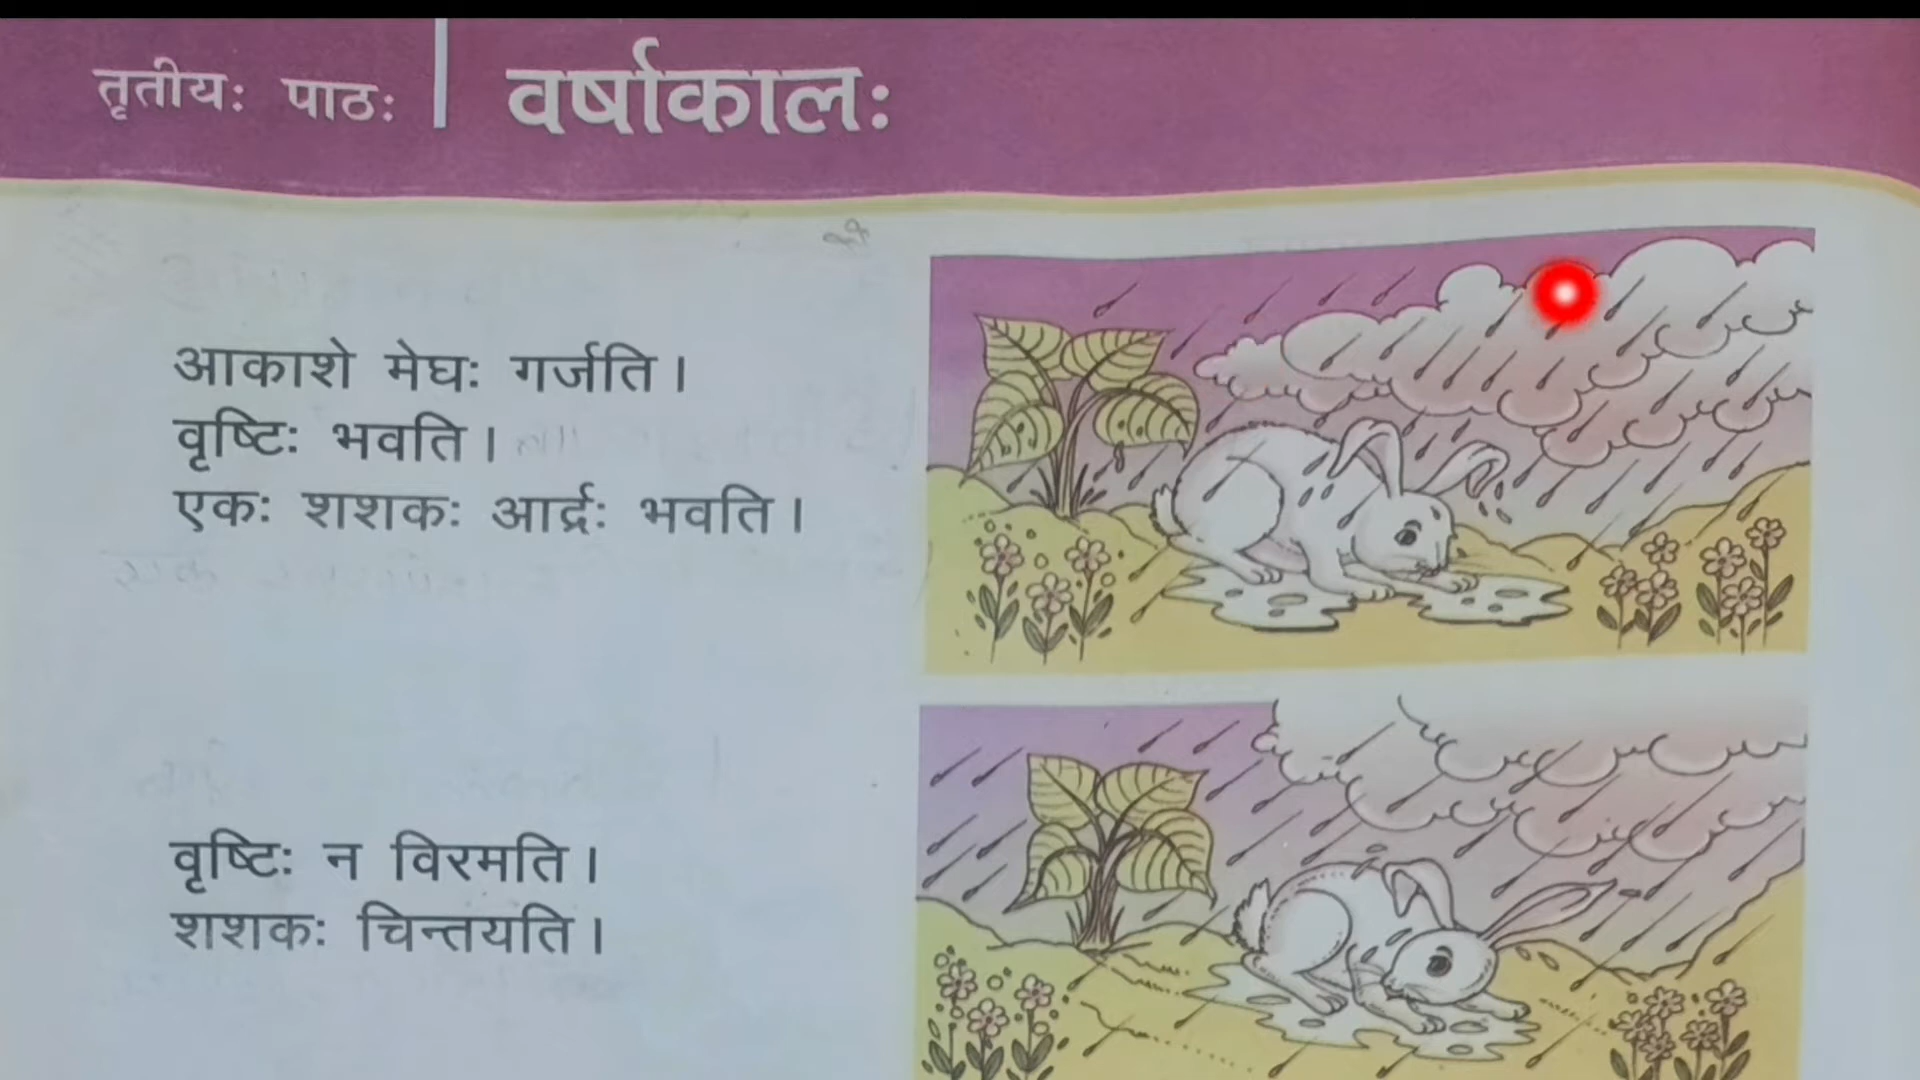 तृतीयः पाठः
वर्षाकालः
आकाशे मेघः गर्जति।
वृष्टिः भवति।
एकः शशकः आर्द्रः भवति।
वृष्टिः न विरमति।
शशकः चिन्तयति।